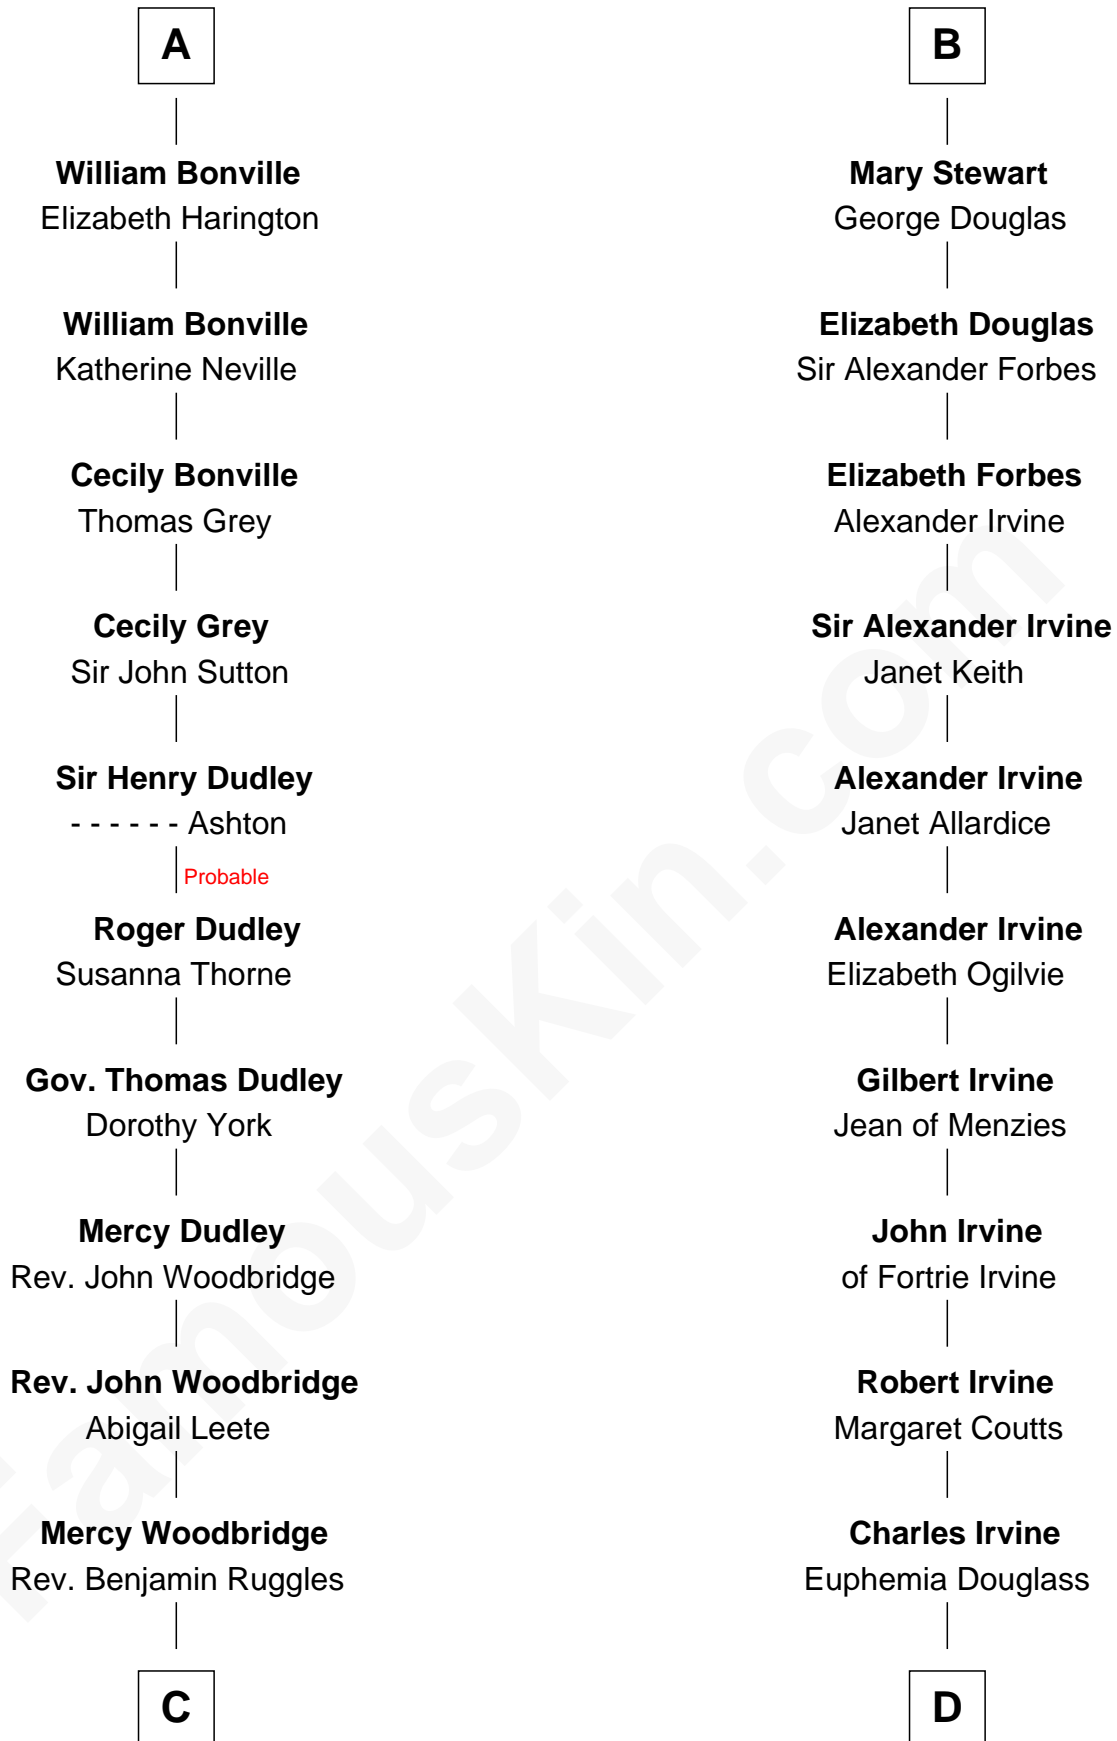 A
William Bonville
Elizabeth Harington
William Bonville
Katherine Neville
Cecily Bonville
Thomas Grey
Cecily Grey
Sir John Sutton
Sir Henry Dudley
- - - - - - Ashton
Probable
Roger Dudley
Susanna Thorne
Gov. Thomas Dudley
Dorothy York
Mercy Dudley
Rev. John Woodbridge
Rev. John Woodbridge
Abigail Leete
Mercy Woodbridge
Rev. Benjamin Ruggles
C
B
Mary Stewart
George Douglas
Elizabeth Douglas
Sir Alexander Forbes
Elizabeth Forbes
Alexander Irvine
Sir Alexander Irvine
Janet Keith
Alexander Irvine
Janet Allardice
Alexander Irvine
Elizabeth Ogilvie
Gilbert Irvine
Jean of Menzies
John Irvine
of Fortrie Irvine
Robert Irvine
Margaret Coutts
Charles Irvine
Euphemia Douglass
D
FamousKin.com